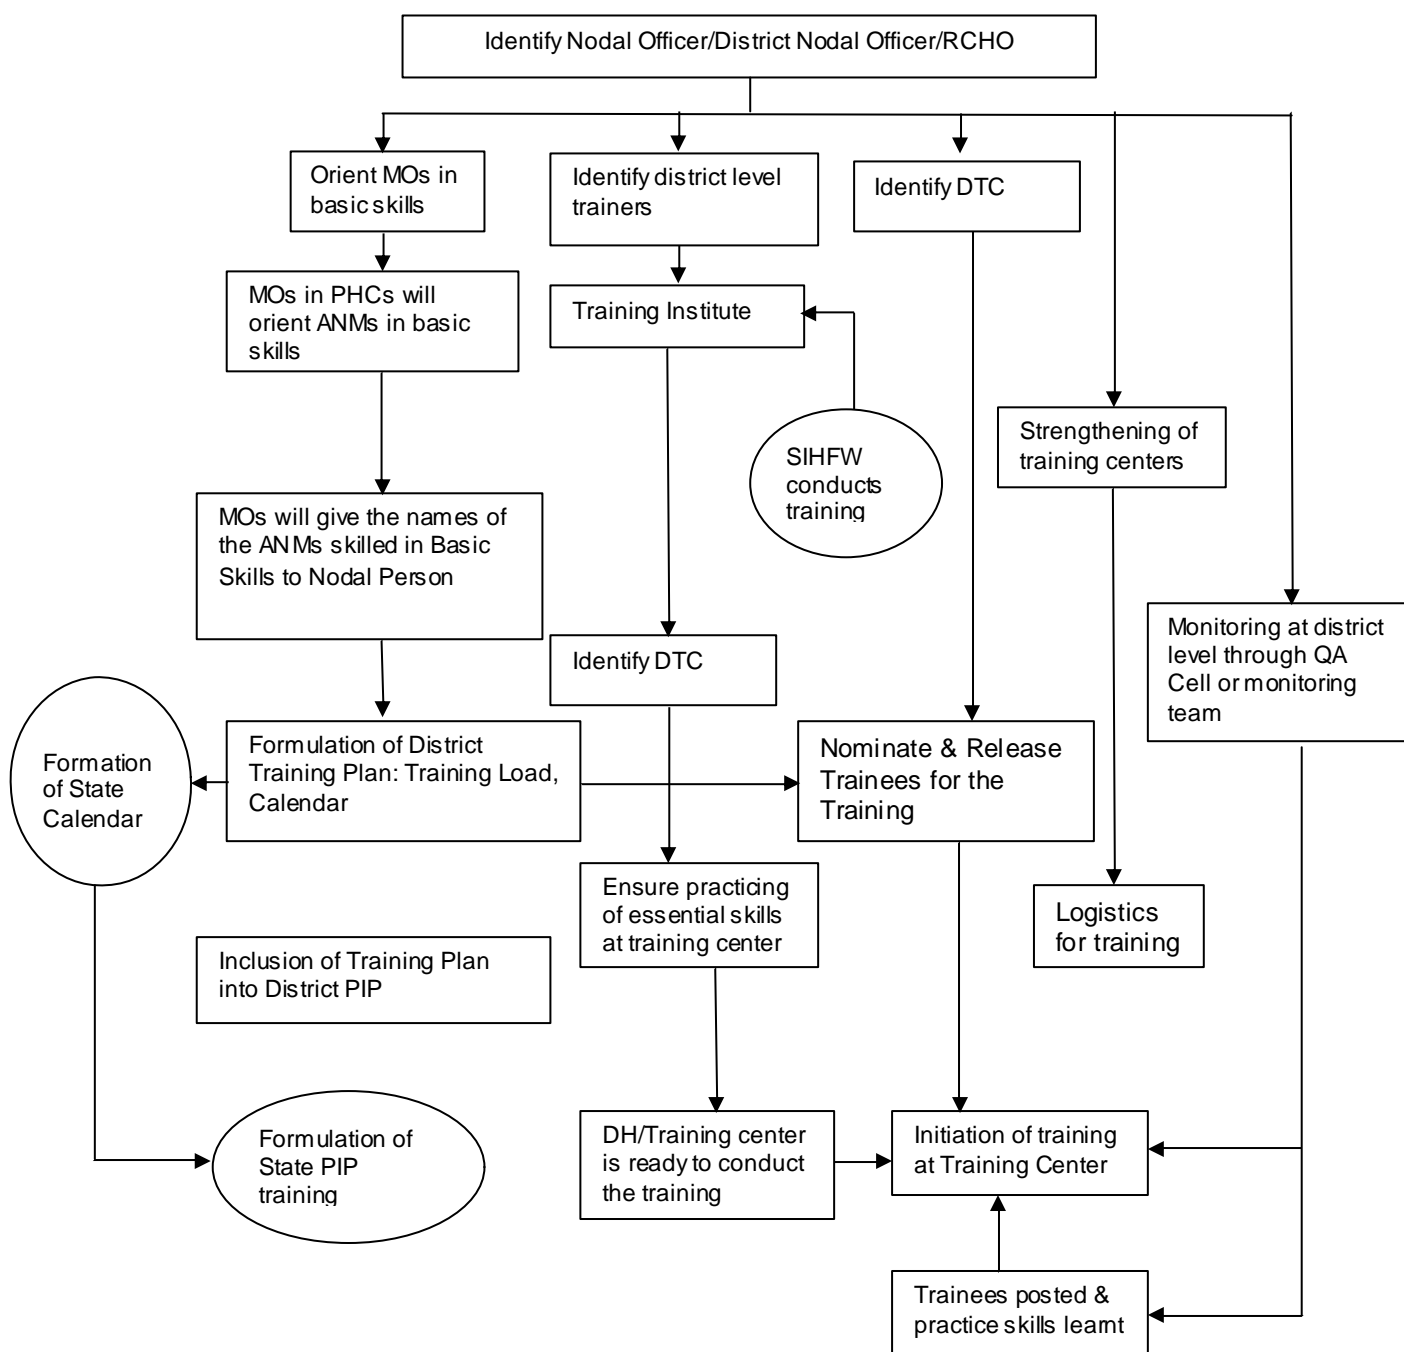 Identify Nodal Officer/District Nodal Officer/RCHO
Orient MOs in
basic skills
Identify district level
trainers
Identify DTC
MOs in PHCs will
orient ANMs in basic
skills
Training Institute
SIHFW
conducts
training
Strengthening of
training centers
MOs will give the names of
the ANMs skilled in Basic
Skills to Nodal Person
Identify DTC
Monitoring at district
level through QA
Cell or monitoring
team
Formation
of State
Calendar
Formulation of District
Training Plan: Training Load,
Calendar
Nominate & Release
Trainees for the
Training
Ensure practicing
of essential skills
at training center
Logistics
for training
Inclusion of Training Plan
into District PIP
Formulation of
State PIP
training
DH/Training center
is ready to conduct
the training
Initiation of training
at Training Center
Trainees posted &
practice skills learnt